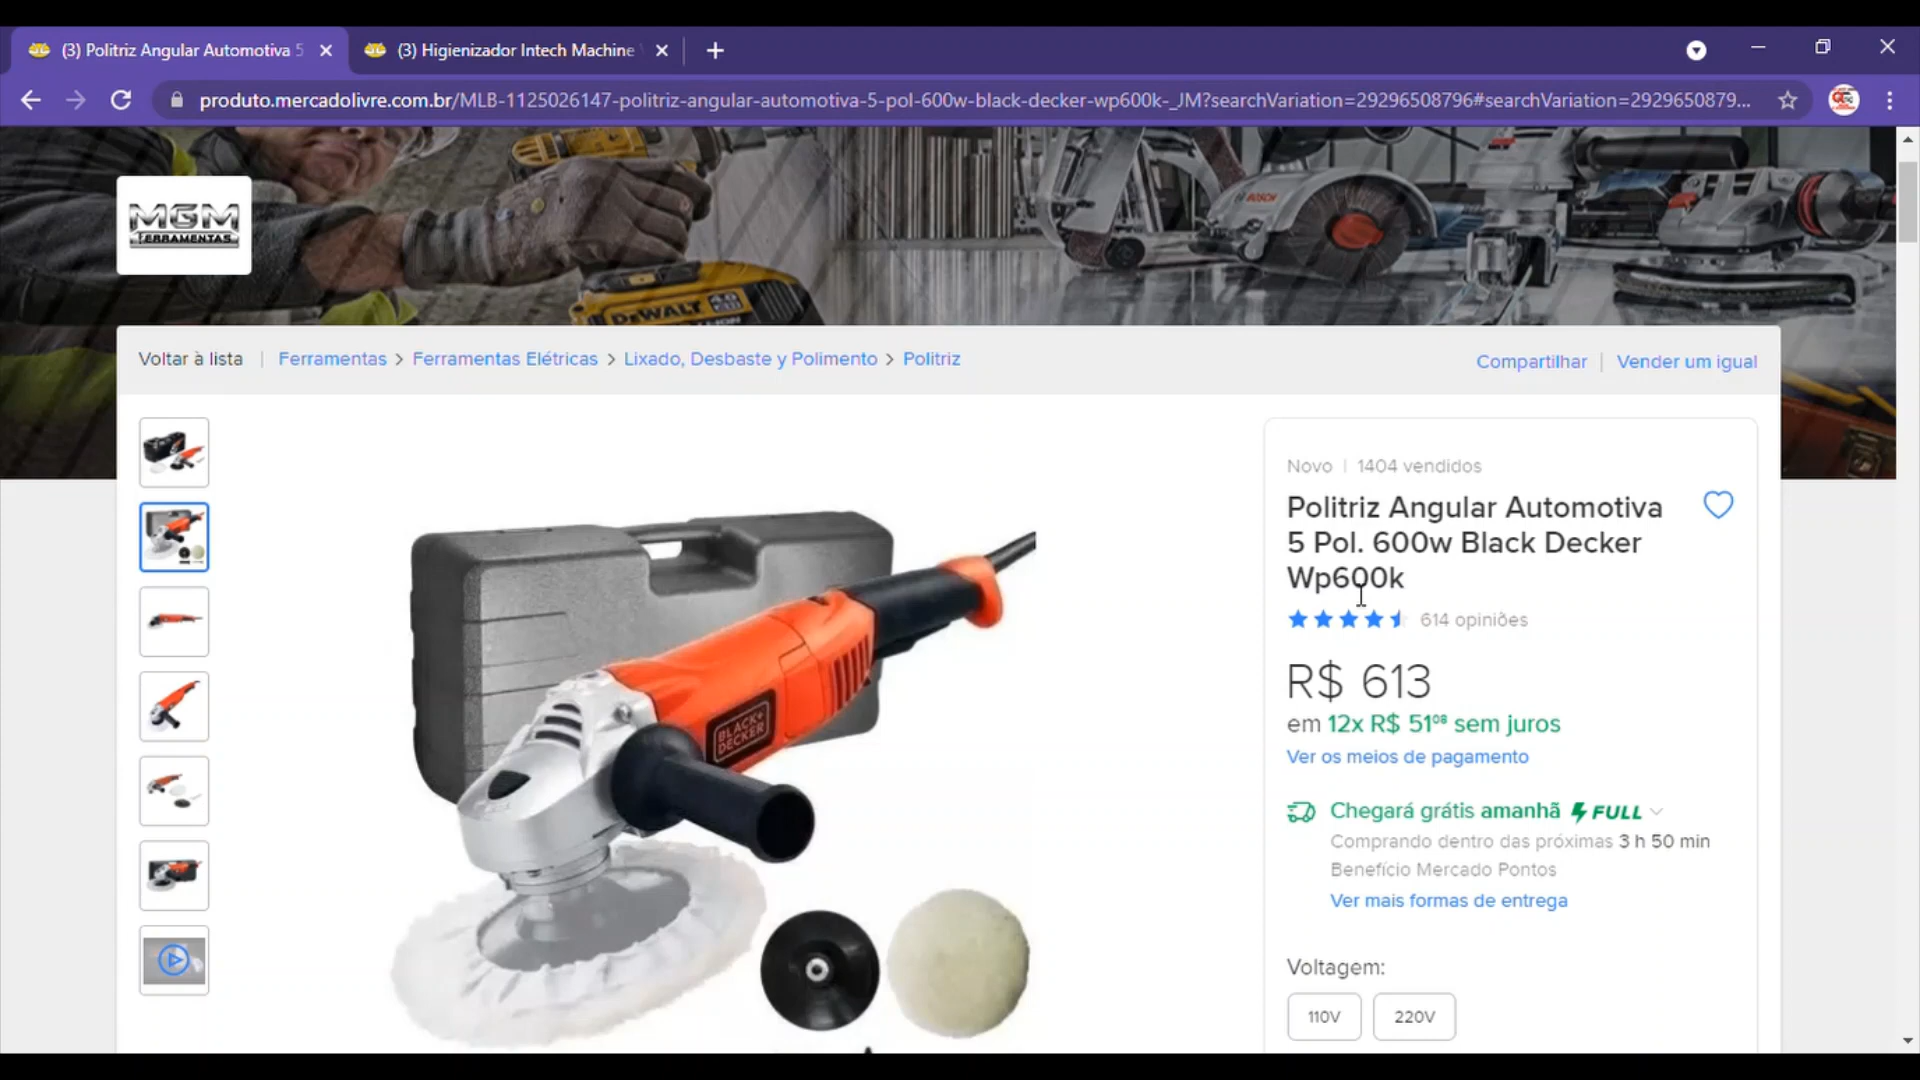 (3) Politriz Angular Automotiva 5
(3) Higienizador Intech Machine
produto.mercadolivre.com.br/MLB-1125026147-politriz-angular-automotiva-5-pol-600w-black-decker-wp600k-_JM?searchVariation=29296508796#searchVariation=2929650879...
MGM
FERRAMENTAS
DEWALT
BOSCH
Voltar à lista | Ferramentas > Ferramentas Elétricas > Lixado, Desbaste y Polimento > Politriz
Compartilhar | Vender um igual
Novo | 1404 vendidos
Politriz Angular Automotiva
5 Pol. 600w Black Decker
Wp600k
614 opiniões
R$ 613
em 12x R$ 51⁰⁸ sem juros
Ver os meios de pagamento
Chegará grátis amanhã FULL
Comprando dentro das próximas 3 h 50 min
Benefício Mercado Pontos
Ver mais formas de entrega
Voltagem:
110V 220V
BLACK+
DECKER